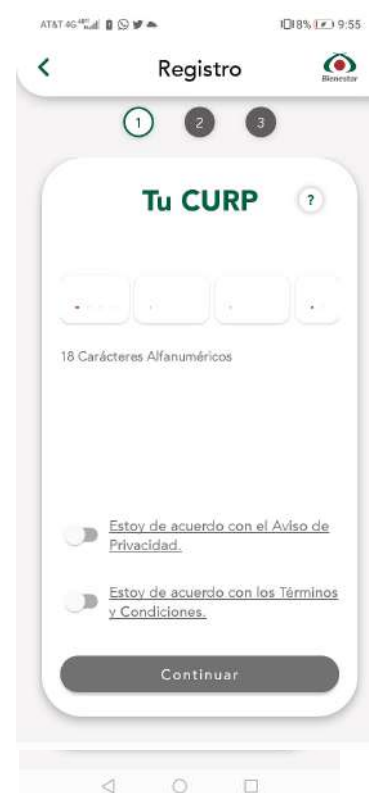 AT&T 4G
8% 9:55
Registro
Bienestar
1 2 3
Tu CURP ?
18 Carácteres Alfanuméricos
Estoy de acuerdo con el Aviso de
Privacidad.
Estoy de acuerdo con los Términos
y Condiciones.
Continuar